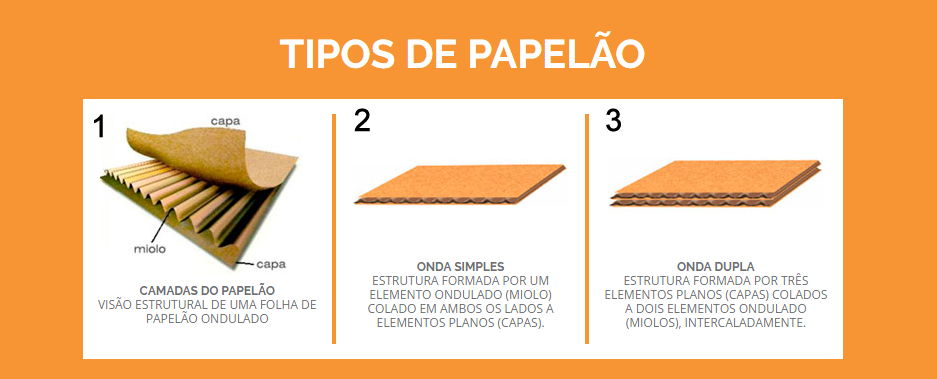 TIPOS DE PAPELÃO
1
capa
miolo
capa
CAMADAS DO PAPELÃO
VISÃO ESTRUTURAL DE UMA FOLHA DE
PAPELÃO ONDULADO
2
ONDA SIMPLES
ESTRUTURA FORMADA POR UM
ELEMENTO ONDULADO (MIOLO)
COLADO EM AMBOS OS LADOS A
ELEMENTOS PLANOS (CAPAS).
3
ONDA DUPLA
ESTRUTURA FORMADA POR TRÊS
ELEMENTOS PLANOS (CAPAS) COLADOS
A DOIS ELEMENTOS ONDULADO
(MIOLOS), INTERCALADAMENTE.